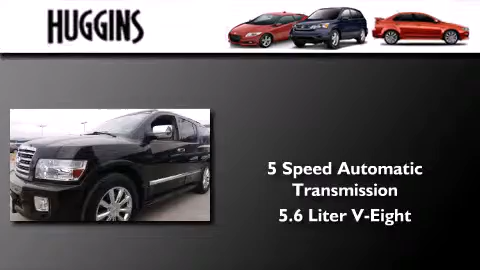 HUGGINS
5 Speed Automatic
Transmission
5.6 Liter V-Eight